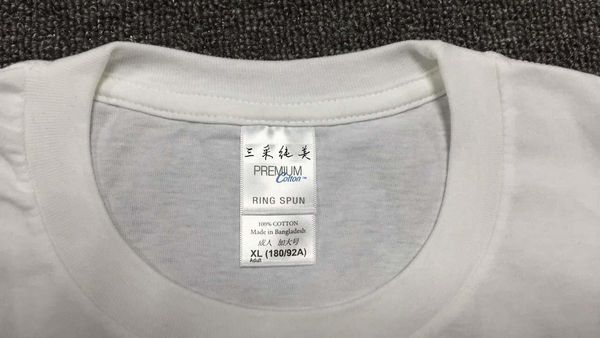 三采纯美
PREMIUM
Cotton™
RING SPUN
100% COTTON
Made in Bangladesh
成人 加大号
XL (180/92A)
Adult